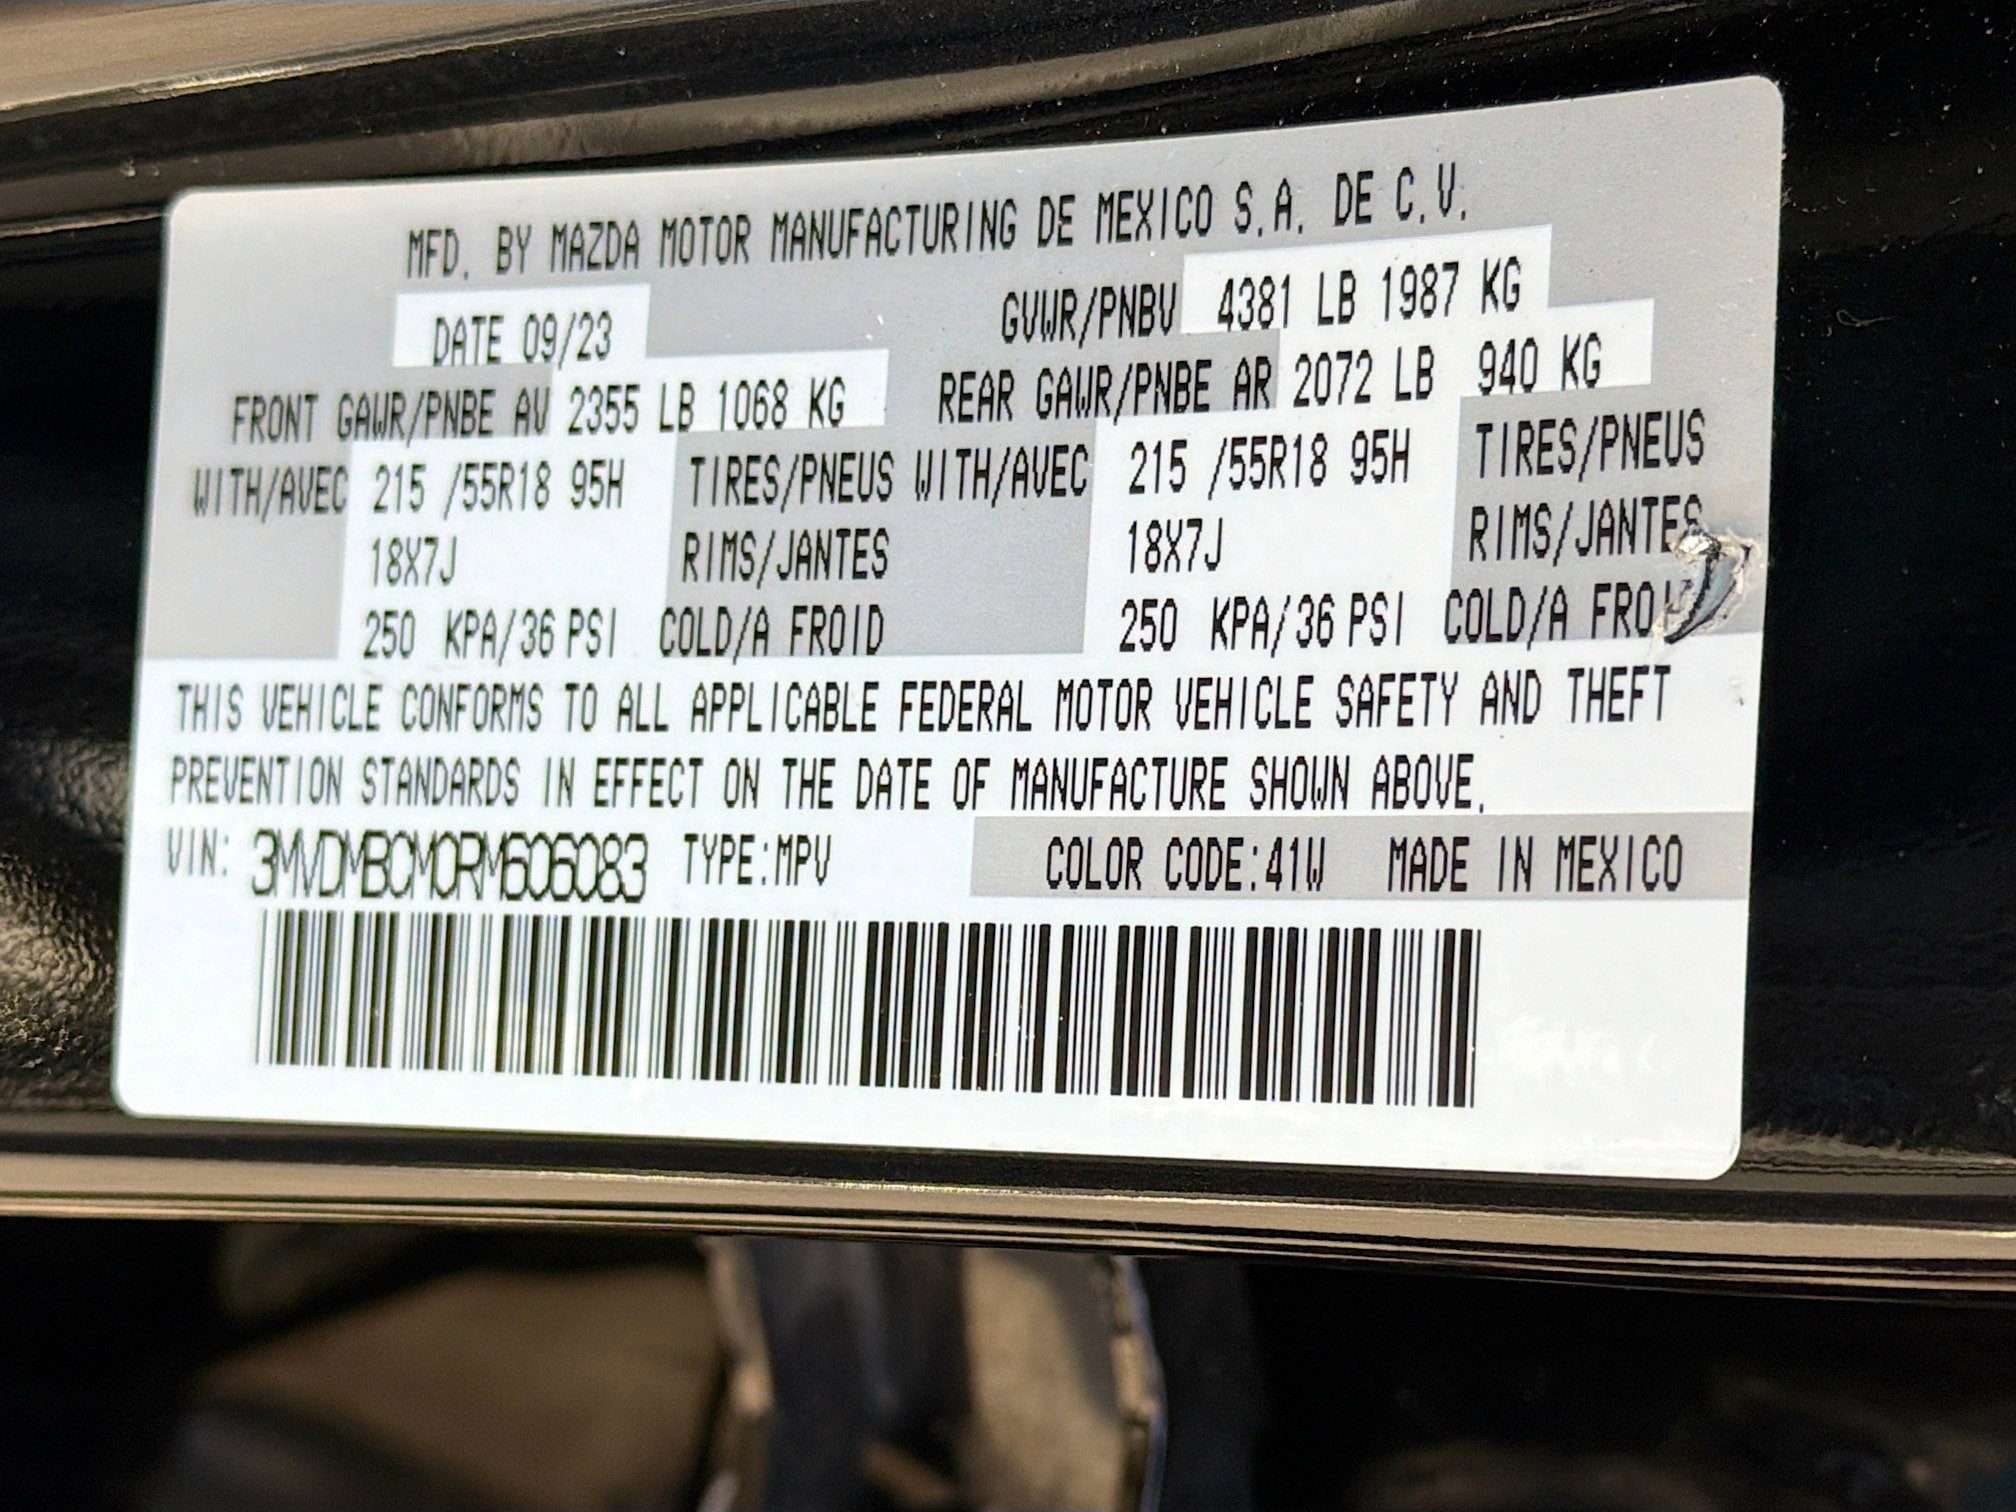 MFD. BY MAZDA MOTOR MANUFACTURING DE MEXICO S.A. DE C.V.
DATE 09/23 GVWR/PNBV 4381 LB 1987 KG
FRONT GAWR/PNBE AV 2355 LB 1068 KG REAR GAWR/PNBE AR 2072 LB 940 KG
WITH/AVEC 215 /55R18 95H TIRES/PNEUS WITH/AVEC 215 /55R18 95H TIRES/PNEUS
18X7J RIMS/JANTES 18X7J RIMS/JANTES
250 KPA/36 PSI COLD/A FROID 250 KPA/36 PSI COLD/A
THIS VEHICLE CONFORMS TO ALL APPLICABLE FEDERAL MOTOR VEHICLE SAFETY AND THEFT
PREVENTION STANDARDS IN EFFECT ON THE DATE OF MANUFACTURE SHOWN ABOVE.
VIN: 3MVDMBCM0RM606083 TYPE:MPV COLOR CODE:41W MADE IN MEXICO